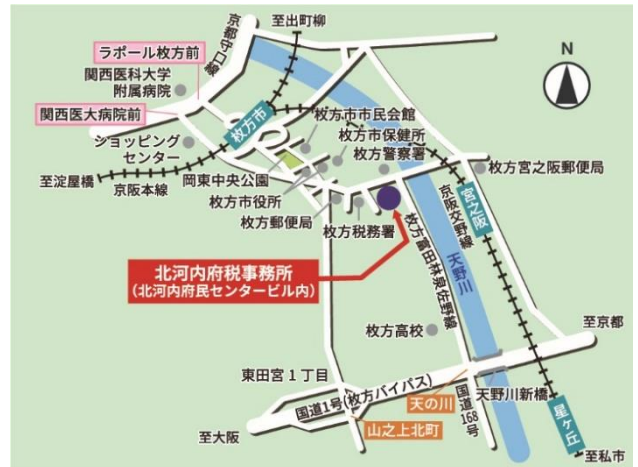 至出町柳
京都守口線
ラポール枚方前
関西医科大学
附属病院
関西医大病院前
ショッピング
センター
枚方市
至淀屋橋
京阪本線
枚方市市民会館
枚方市保健所
枚方警察署
岡東中央公園
枚方市役所
枚方郵便局
枚方税務署
N
枚方宮之阪郵便局
宮之阪
京阪交野線
天野川
枚方富田林泉佐野線
北河内府税事務所
(北河内府民センタービル内)
枚方高校
至京都
東田宮1丁目
国道1号(枚方バイパス)
天の川
天野川新橋
国道168号
山之上北町
至大阪
星ヶ丘
至私市